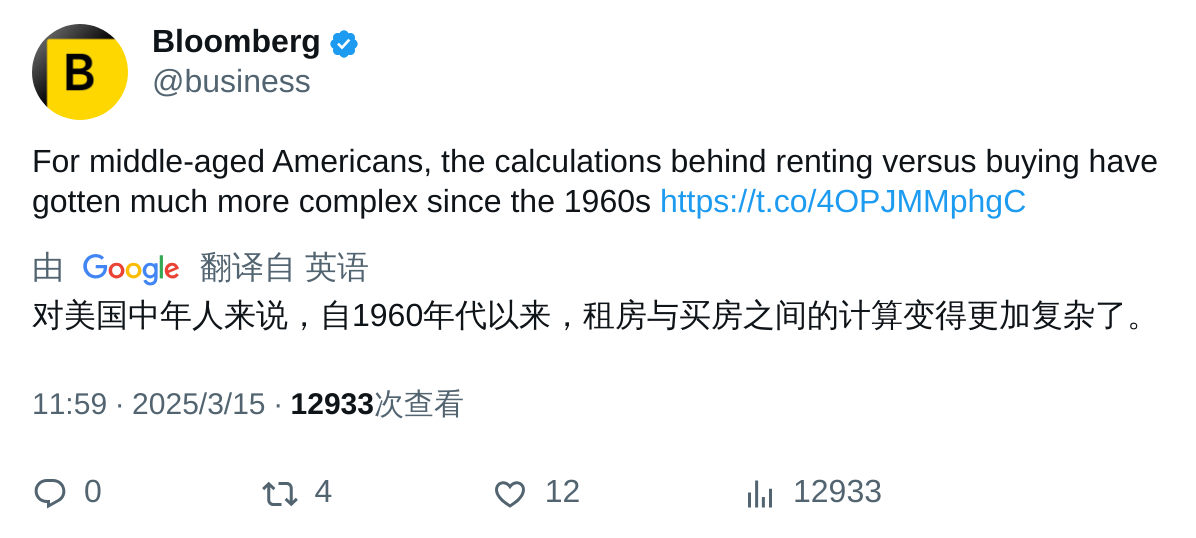 B
Bloomberg
@business
For middle-aged Americans, the calculations behind renting versus buying have
gotten much more complex since the 1960s https://t.co/4OPJMMphgC
由 Google 翻译自 英语
对美国中年人来说，自1960年代以来，租房与买房之间的计算变得更加复杂了。
11:59 · 2025/3/15 · 12933次查看
0 4 12 12933